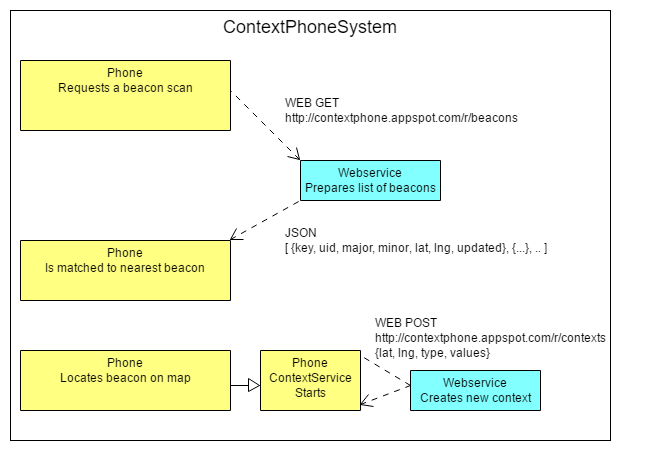 ContextPhoneSystem
Phone
Requests a beacon scan
WEB GET
http://contextphone.appspot.com/r/beacons
Webservice
Prepares list of beacons
JSON
[ {key, uid, major, minor, lat, lng, updated}, {...}, .. ]
Phone
Is matched to nearest beacon
WEB POST
http://contextphone.appspot.com/r/contexts
{lat, lng, type, values}
Phone
Locates beacon on map
Phone
ContextService
Starts
Webservice
Creates new context